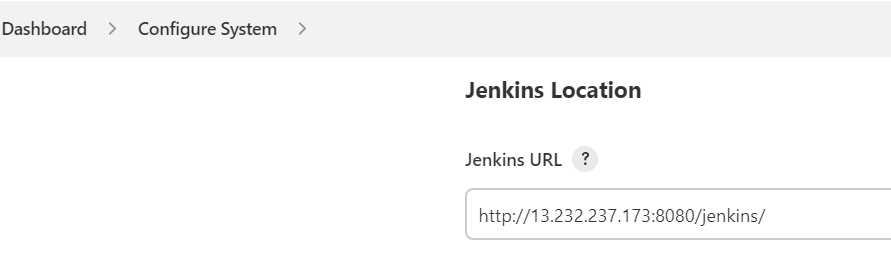 Dashboard > Configure System >
Jenkins Location
Jenkins URL ?
http://13.232.237.173:8080/jenkins/